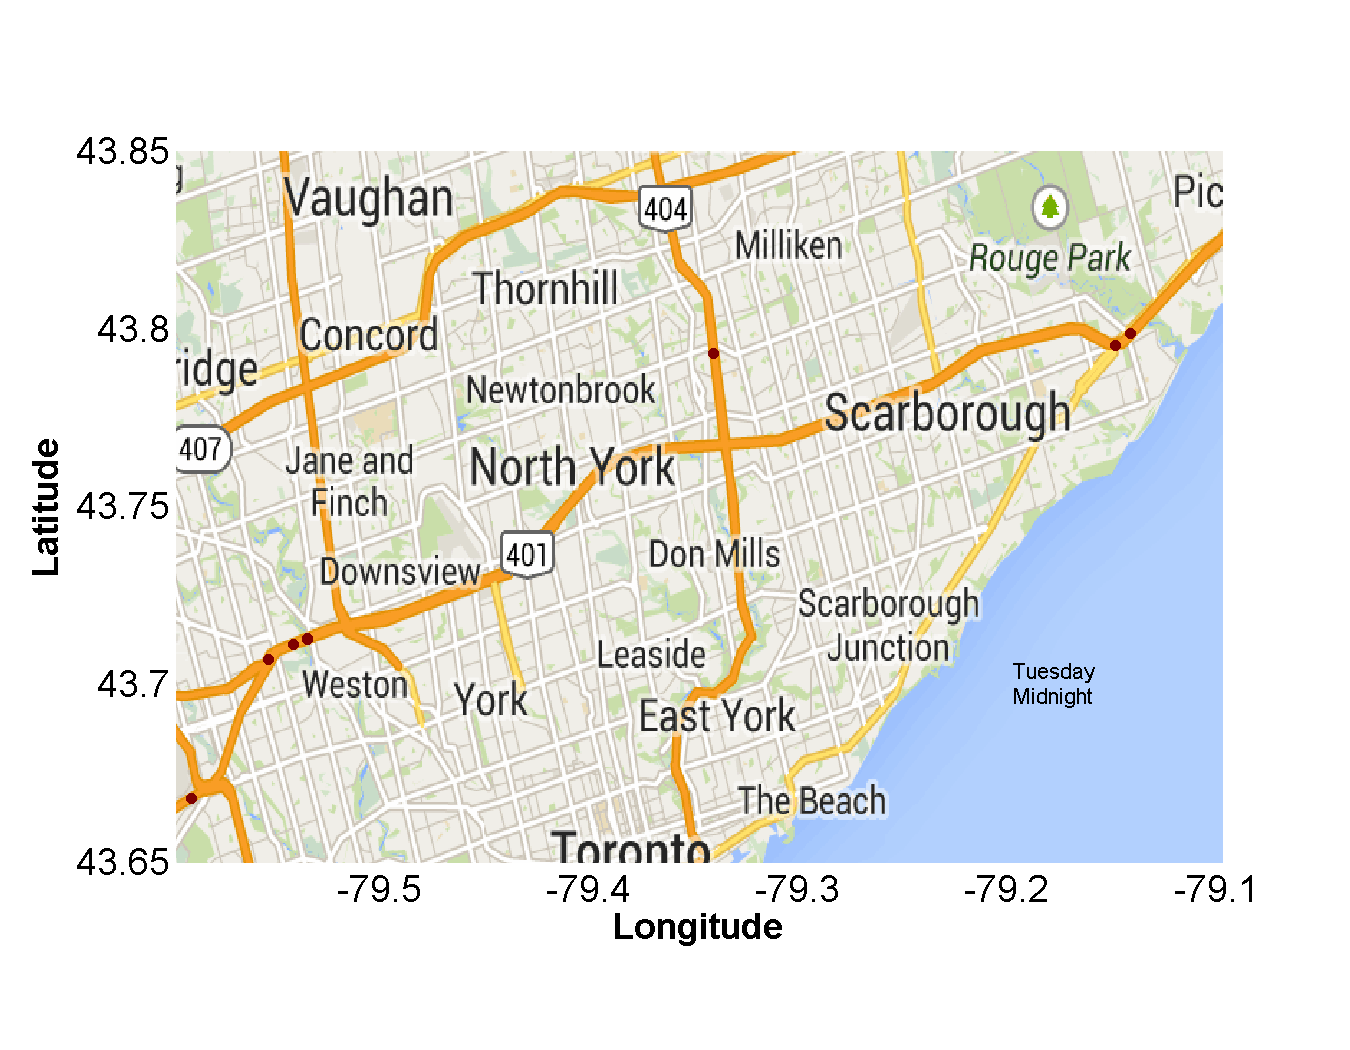 43.85
g
Vaughan
404
Pic
Milliken
Rouge Park
Thornhill
43.8
Concord
ridge
Newtonbrook
Scarborough
407
Jane and
Finch
North York
Latitude
43.75
401
Don Mills
Downsview
Scarborough
Junction
Leaside
Tuesday
Midnight
43.7
Weston
York
East York
The Beach
Toronto
43.65
-79.5 -79.4 -79.3 -79.2 -79.1
Longitude